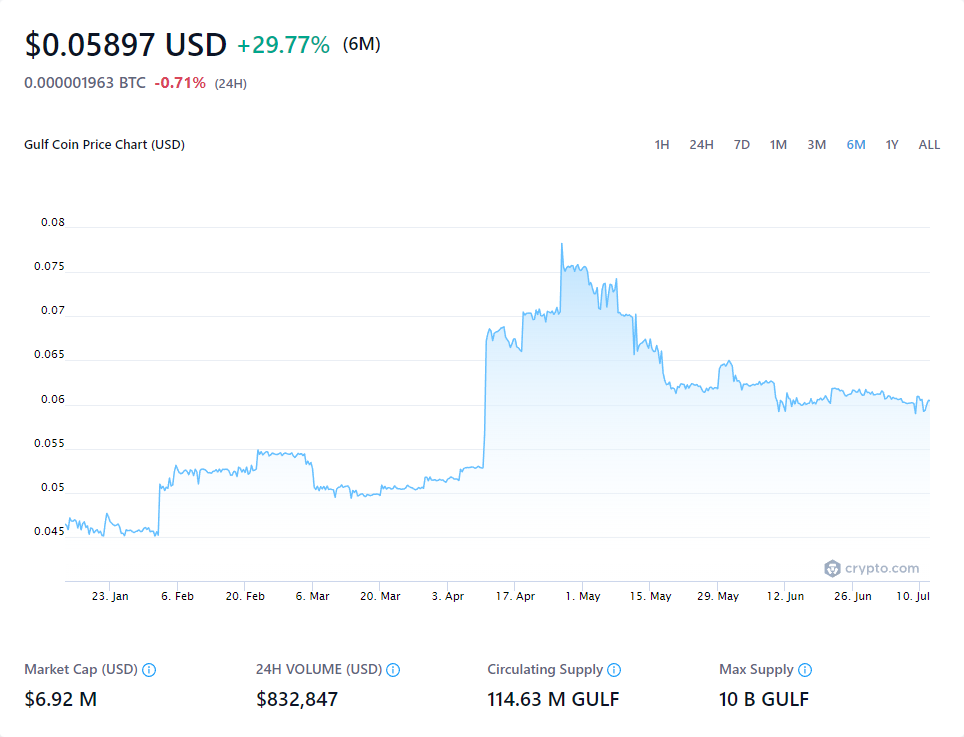 $0.05897 USD +29.77% (6M)
0.000001963 BTC -0.71% (24H)
Gulf Coin Price Chart (USD)
1H 24H 7D 1M 3M 6M 1Y ALL
0.08
0.075
0.07
0.065
0.06
0.055
0.05
0.045
crypto.com
23. Jan 6. Feb 20. Feb 6. Mar 20. Mar 3. Apr 17. Apr 1. May 15. May 29. May 12. Jun 26. Jun 10. Jul
Market Cap (USD) 24H VOLUME (USD) Circulating Supply Max Supply
$6.92 M $832,847 114.63 M GULF 10 B GULF